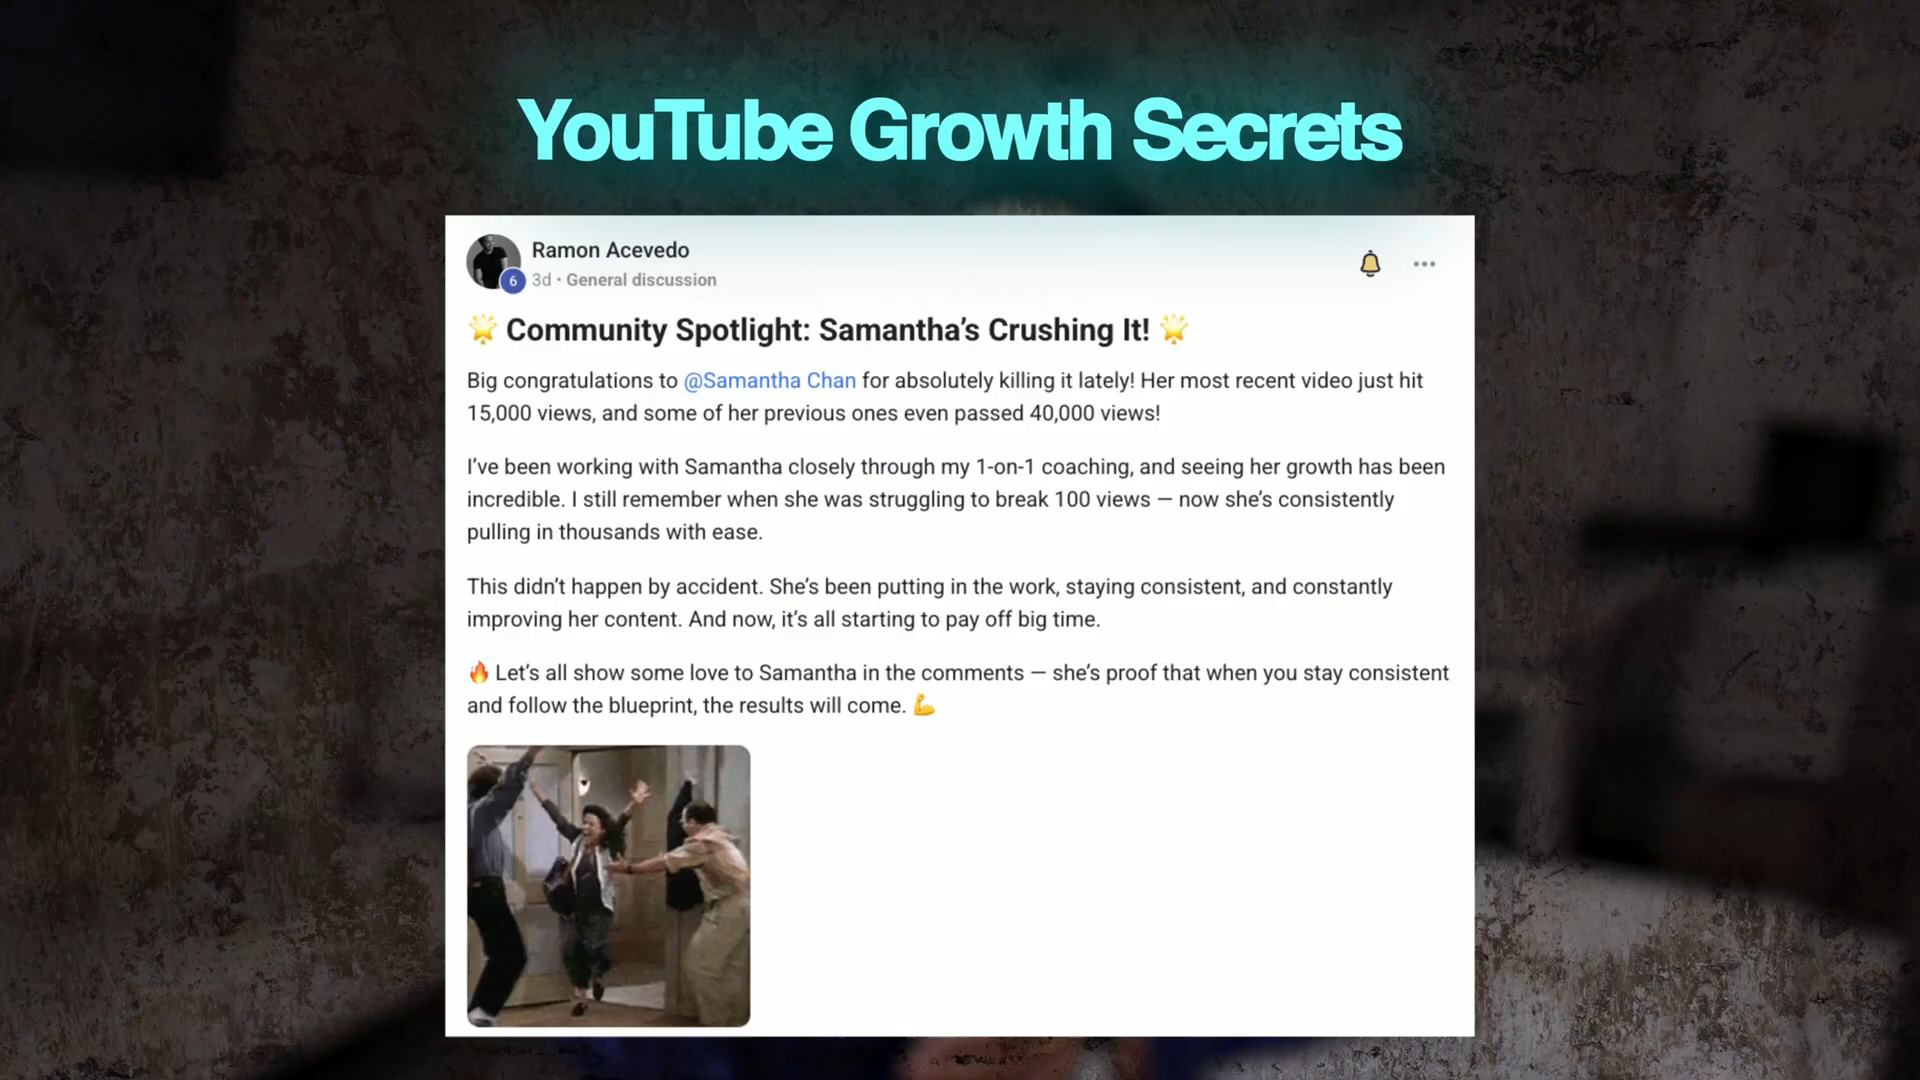 YouTube Growth Secrets
Ramon Acevedo
6
3d • General discussion
🌟 Community Spotlight: Samantha’s Crushing It! 🌟
Big congratulations to @Samantha Chan for absolutely killing it lately! Her most recent video just hit
15,000 views, and some of her previous ones even passed 40,000 views!
I’ve been working with Samantha closely through my 1-on-1 coaching, and seeing her growth has been
incredible. I still remember when she was struggling to break 100 views — now she’s consistently
pulling in thousands with ease.
This didn’t happen by accident. She’s been putting in the work, staying consistent, and constantly
improving her content. And now, it’s all starting to pay off big time.
🔥 Let’s all show some love to Samantha in the comments — she’s proof that when you stay consistent
and follow the blueprint, the results will come. 💪